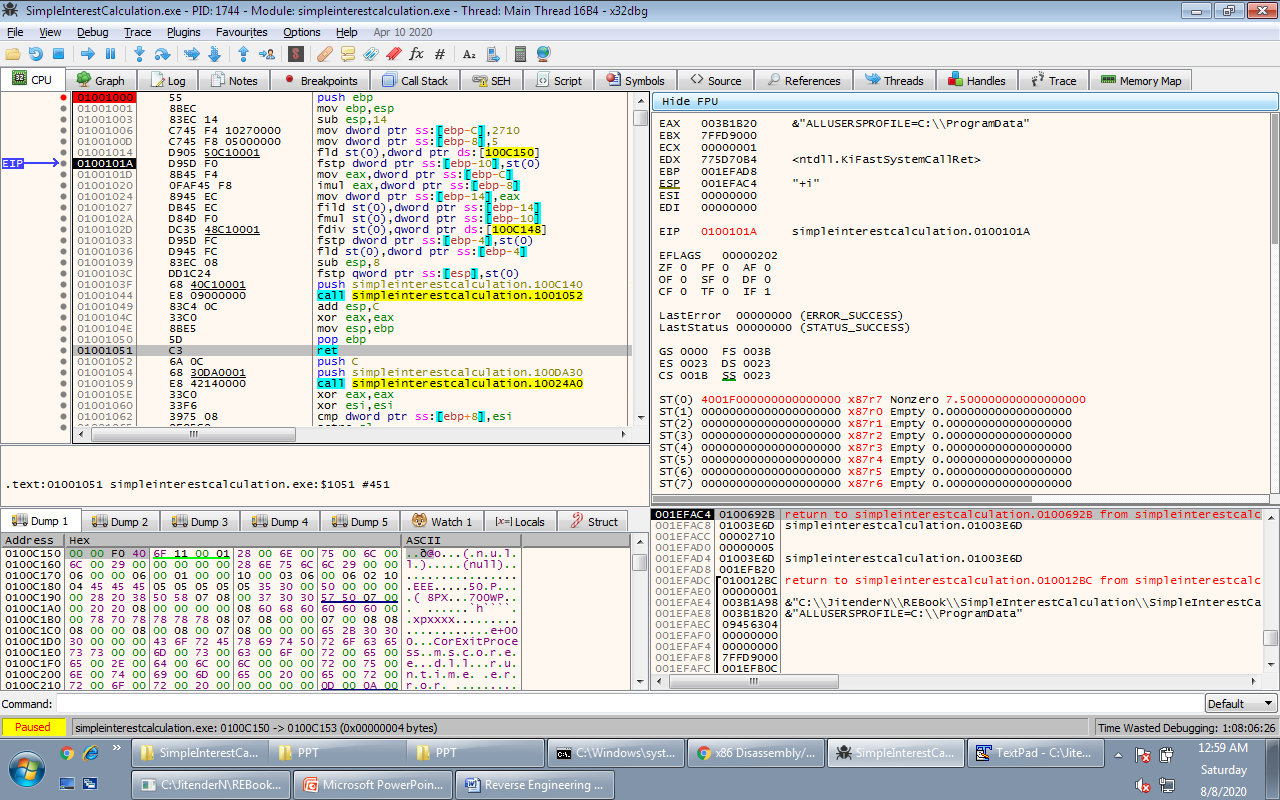 SimpleInterestCalculation.exe - PID: 1744 - Module: simpleinterestcalculation.exe - Thread: Main Thread 16B4 - x32dbg
File View Debug Trace Plugins Favourites Options Help Apr 10 2020
CPU Graph Log Notes Breakpoints Call Stack SEH Script Symbols Source References Threads Handles Trace Memory Map
EIP
01001000 55 push ebp
01001001 8BEC mov ebp,esp
01001003 83EC 14 sub esp,14
01001006 C745 F4 10270000 mov dword ptr ss:[ebp-C],2710
0100100D C745 F8 05000000 mov dword ptr ss:[ebp-8],5
01001014 D905 50C10001 fld st(0),dword ptr ds:[100C150]
0100101A D95D F0 fstp dword ptr ss:[ebp-10],st(0)
0100101D 8B45 F4 mov eax,dword ptr ss:[ebp-C]
01001020 0FAF45 F8 imul eax,dword ptr ss:[ebp-8]
01001024 8945 EC mov dword ptr ss:[ebp-14],eax
01001027 DB45 EC fild st(0),dword ptr ss:[ebp-14]
0100102A D84D F0 fmul st(0),dword ptr ss:[ebp-10]
0100102D DC35 48C10001 fdiv st(0),qword ptr ds:[100C148]
01001033 D95D FC fstp dword ptr ss:[ebp-4],st(0)
01001036 D945 FC fld st(0),dword ptr ss:[ebp-4]
01001039 83EC 08 sub esp,8
0100103C DD1C24 fstp qword ptr ss:[esp],st(0)
0100103F 68 40C10001 push simpleinterestcalculation.100C140
01001044 E8 09000000 call simpleinterestcalculation.1001052
01001049 83C4 0C add esp,C
0100104C 33C0 xor eax,eax
0100104E 8BE5 mov esp,ebp
01001050 5D pop ebp
01001051 C3 ret
01001052 6A 0C push C
01001054 68 30DA0001 push simpleinterestcalculation.100DA30
01001059 E8 42140000 call simpleinterestcalculation.10024A0
0100105E 33C0 xor eax,eax
01001060 33F6 xor esi,esi
01001062 3975 08 cmp dword ptr ss:[ebp+8],esi
.text:01001051 simpleinterestcalculation.exe:$1051 #451
Hide FPU
EAX 003B1B20 &"ALLUSERSPROFILE=C:\\ProgramData"
EBX 7FFD9000
ECX 00000001
EDX 775D70B4 <ntdll.KiFastSystemCallRet>
EBP 001EFAD8
ESP 001EFAC4 "+i"
ESI 00000000
EDI 00000000
EIP 0100101A simpleinterestcalculation.0100101A
EFLAGS 00000202
ZF 0 PF 0 AF 0
OF 0 SF 0 DF 0
CF 0 TF 0 IF 1
LastError 00000000 (ERROR_SUCCESS)
LastStatus 00000000 (STATUS_SUCCESS)
GS 0000 FS 003B
ES 0023 DS 0023
CS 001B SS 0023
ST(0) 4001F000000000000000 x87r7 Nonzero 7.500000000000000000
ST(1) 00000000000000000000 x87r0 Empty 0.000000000000000000
ST(2) 00000000000000000000 x87r1 Empty 0.000000000000000000
ST(3) 00000000000000000000 x87r2 Empty 0.000000000000000000
ST(4) 00000000000000000000 x87r3 Empty 0.000000000000000000
ST(5) 00000000000000000000 x87r4 Empty 0.000000000000000000
ST(6) 00000000000000000000 x87r5 Empty 0.000000000000000000
ST(7) 00000000000000000000 x87r6 Empty 0.000000000000000000
Dump 1 Dump 2 Dump 3 Dump 4 Dump 5 Watch 1 Locals Struct
Address Hex ASCII
0100C150 00 00 F0 40 6F 11 00 01 28 00 6E 00 75 00 6C 00 ..ð@o...(.n.u.l.
0100C160 6C 00 29 00 00 00 00 00 28 6E 75 6C 6C 29 00 00 l.).....(null)..
0100C170 06 00 00 06 00 01 00 00 10 00 03 06 00 06 02 10 ................
0100C180 04 45 45 45 05 05 05 05 05 35 30 00 50 00 00 00 .EEE.....50.P...
0100C190 00 28 20 38 50 58 07 08 00 37 30 30 57 50 07 00 .( 8PX...700WP..
0100C1A0 00 20 20 08 00 00 00 00 08 60 68 60 60 60 60 00 .  ......`h````.
0100C1B0 00 78 70 78 78 78 78 08 07 08 00 00 07 00 08 08 .xpxxxx.........
0100C1C0 08 00 00 08 00 08 00 07 08 00 00 00 65 2B 30 30 ............e+00
0100C1D0 30 00 00 00 43 6F 72 45 78 69 74 50 72 6F 63 65 0...CorExitProce
0100C1E0 73 73 00 00 6D 00 73 00 63 00 6F 00 72 00 65 00 ss..m.s.c.o.r.e.
0100C1F0 65 00 2E 00 64 00 6C 00 6C 00 00 00 72 00 75 00 e...d.l.l...r.u.
0100C200 6E 00 74 00 69 00 6D 00 65 00 20 00 65 00 72 00 n.t.i.m.e. .e.r.
0100C210 72 00 6F 00 72 00 20 00 00 00 00 00 0D 00 0A 00 r.o.r. .........
001EFAC4 0100692B return to simpleinterestcalculation.0100692B from simpleinterestcalc
001EFAC8 01003E6D simpleinterestcalculation.01003E6D
001EFACC 00002710
00000005
001EFAD4 01003E6D simpleinterestcalculation.01003E6D
001EFAD8 001EFB20
001EFADC 010012BC return to simpleinterestcalculation.010012BC from simpleinterestcalc
001EFAE0 00000001
001EFAE4 003B1A98 &"C:\\JitenderN\\REBook\\SimpleInterestCalculation\\SimpleInterestCa
001EFAE8 003B1B20 &"ALLUSERSPROFILE=C:\\ProgramData"
001EFAEC 09456304
001EFAF0 00000000
001EFAF4 00000000
001EFAF8 7FFD9000
001EFAFC 001EFB0C
Command: Default
Paused simpleinterestcalculation.exe: 0100C150 -> 0100C153 (0x00000004 bytes) Time Wasted Debugging: 1:08:06:26
SimpleInterestCa... PPT PPT C:\Windows\syst... x86 Disassembly/... SimpleInterestCa... TextPad - C:\Jite...
C:\JitenderN\REBook... Microsoft PowerPoin... Reverse Engineering ...
12:59 AM
Saturday
8/8/2020